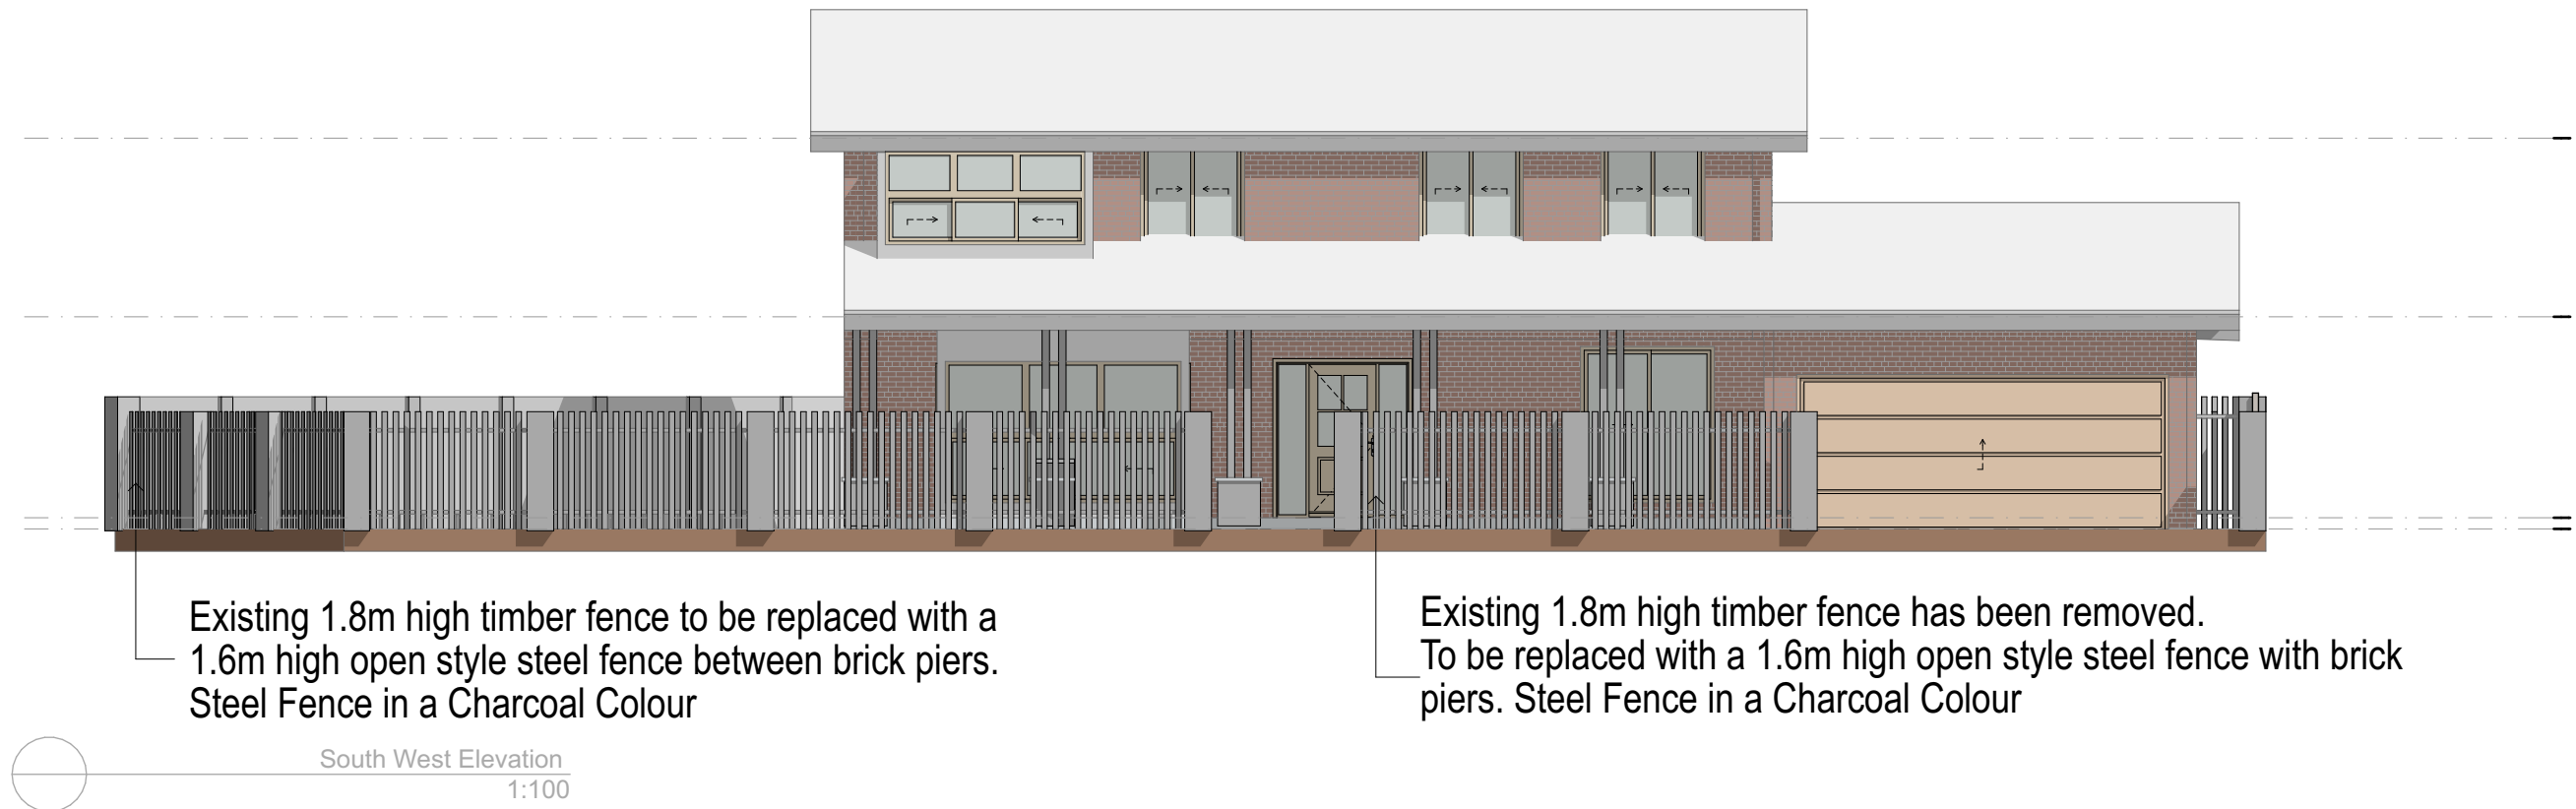 Existing 1.8m high timber fence to be replaced with a
1.6m high open style steel fence between brick piers.
Steel Fence in a Charcoal Colour
Existing 1.8m high timber fence has been removed.
To be replaced with a 1.6m high open style steel fence with brick
piers. Steel Fence in a Charcoal Colour
South West Elevation
1:100